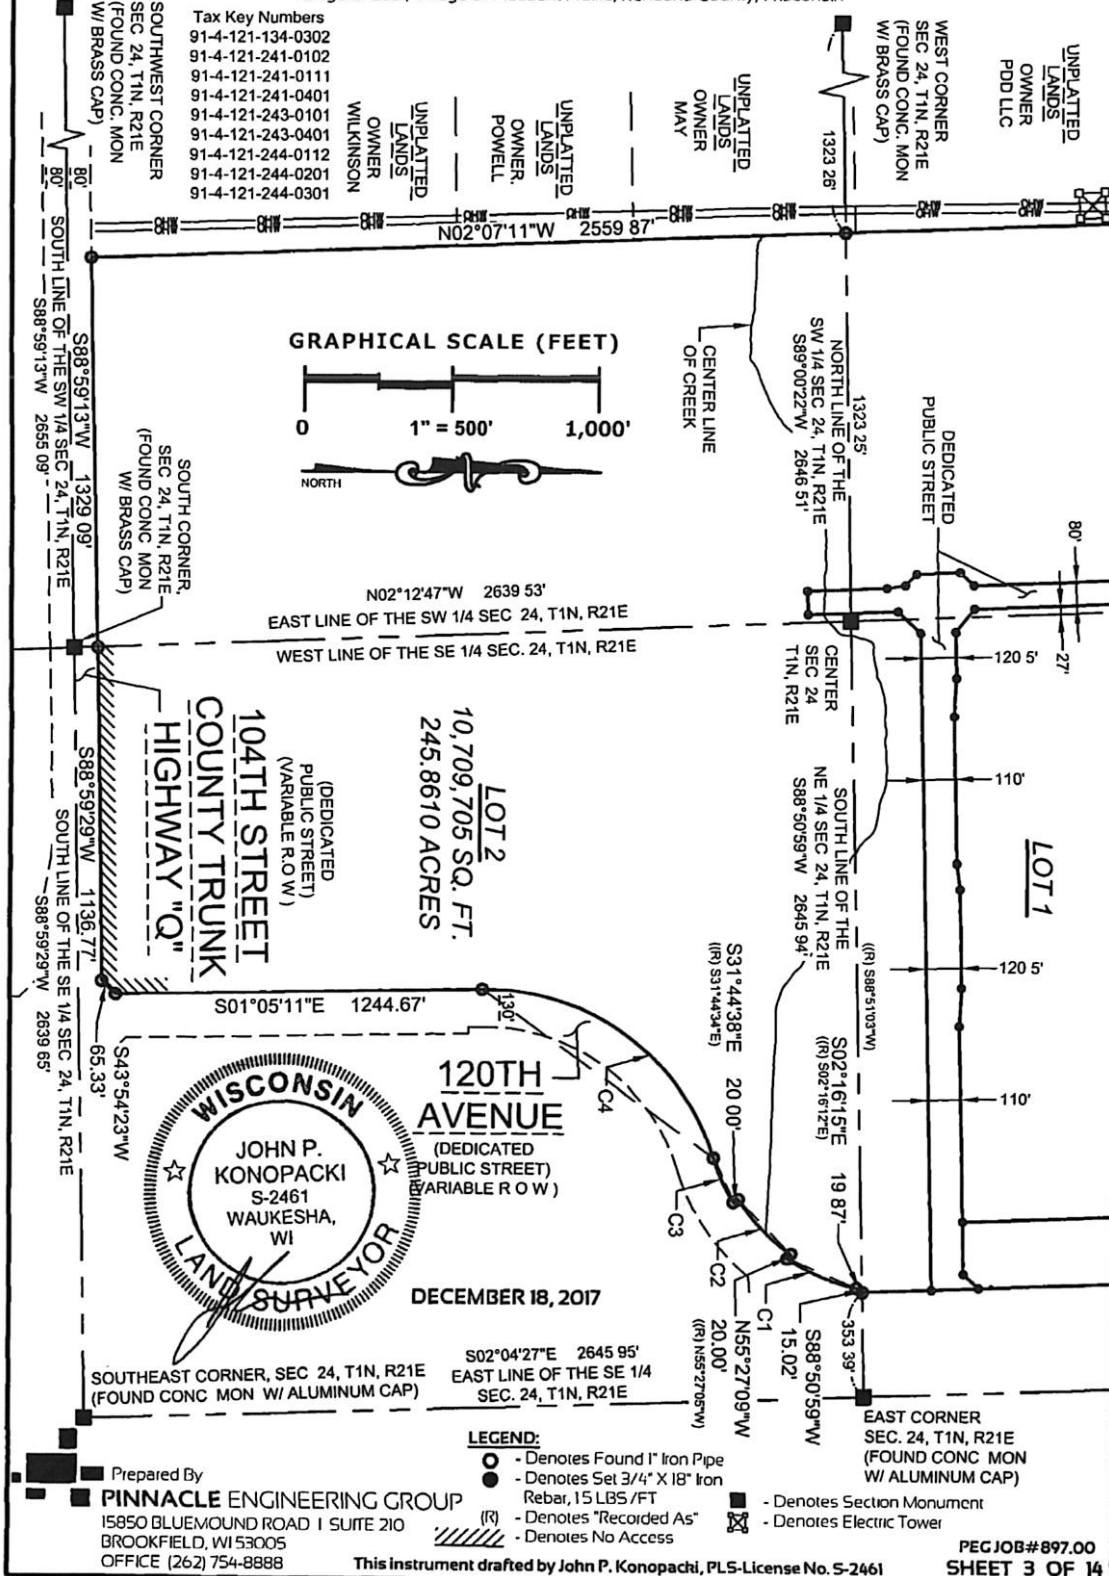 Tax Key Numbers
91-4-121-134-0302
91-4-121-241-0102
91-4-121-241-0111
91-4-121-241-0401
91-4-121-243-0101
91-4-121-243-0401
91-4-121-244-0112
91-4-121-244-0201
91-4-121-244-0301
SOUTHWEST CORNER
SEC 24, T1N, R21E
(FOUND CONC. MON
W/ BRASS CAP)
UNPLATTED
LANDS
OWNER
WILKINSON
UNPLATTED
LANDS
OWNER.
POWELL
UNPLATTED
LANDS
OWNER
MAY
1323 26'
WEST CORNER
SEC 24, T1N, R21E
(FOUND CONC. MON
W/ BRASS CAP)
UNPLATTED
LANDS
OWNER
PDD LLC
80'
80'
OHW
OHW
OHW
OHW
OHW
OHW
OHW
OHW
OHW
N02°07'11"W 2559 87'
SOUTH LINE OF THE SW 1/4 SEC 24, T1N, R21E
S88°59'13"W 2655 09'
S88°59'13"W 1329 09'
GRAPHICAL SCALE (FEET)
0
1" = 500'
1,000'
NORTH
CENTER LINE
OF CREEK
1323 25'
NORTH LINE OF THE
SW 1/4 SEC 24, T1N, R21E
S89°00'22"W 2646 51'
DEDICATED
PUBLIC STREET
80'
27'
SOUTH CORNER,
SEC 24, T1N, R21E
(FOUND CONC MON
W/ BRASS CAP)
N02°12'47"W 2639 53'
EAST LINE OF THE SW 1/4 SEC 24, T1N, R21E
WEST LINE OF THE SE 1/4 SEC. 24, T1N, R21E
CENTER
SEC 24
T1N, R21E
120 5'
110'
120 5'
110'
LOT 1
LOT 2
10,709,705 SQ. FT.
245.8610 ACRES
104TH STREET
COUNTY TRUNK
HIGHWAY "Q"
(DEDICATED
PUBLIC STREET)
(VARIABLE R.O W)
S88°59'29"W 1136.77'
SOUTH LINE OF THE SE 1/4 SEC 24, T1N, R21E
S88°59'29"W 2639 65'
SOUTH LINE OF THE
NE 1/4 SEC 24, T1N, R21E
S88°50'59"W 2645 94'
((R) S88°51'03"W)
S01°05'11"E 1244.67'
130'
S43°54'23"W
65.33'
S31°44'38"E 20 00'
((R) S31°44'34"E)
S02°16'15"E 19 87'
((R) S02°16'12"E)
120TH
AVENUE
(DEDICATED
PUBLIC STREET)
(VARIABLE R O W)
C4
C3
C2
C1
N55°27'09"W
20.00'
((R) N55°27'05"W)
S88°50'59"W
15.02'
353 39'
WISCONSIN
JOHN P.
KONOPACKI
S-2461
WAUKESHA,
WI
LAND SURVEYOR
DECEMBER 18, 2017
SOUTHEAST CORNER, SEC 24, T1N, R21E
(FOUND CONC MON W/ ALUMINUM CAP)
S02°04'27"E 2645 95'
EAST LINE OF THE SE 1/4
SEC. 24, T1N, R21E
EAST CORNER
SEC. 24, T1N, R21E
(FOUND CONC MON
W/ ALUMINUM CAP)
LEGEND:
- Denotes Found 1" Iron Pipe
- Denotes Set 3/4" X 18" Iron
Rebar, 1 5 LBS /FT
(R) - Denotes "Recorded As"
- Denotes No Access
- Denotes Section Monument
- Denotes Electric Tower
Prepared By
PINNACLE ENGINEERING GROUP
15850 BLUEMOUND ROAD | SUITE 210
BROOKFIELD, WI 53005
OFFICE (262) 754-8888
This instrument drafted by John P. Konopacki, PLS-License No. S-2461
PEG JOB#897.00
SHEET 3 OF 14